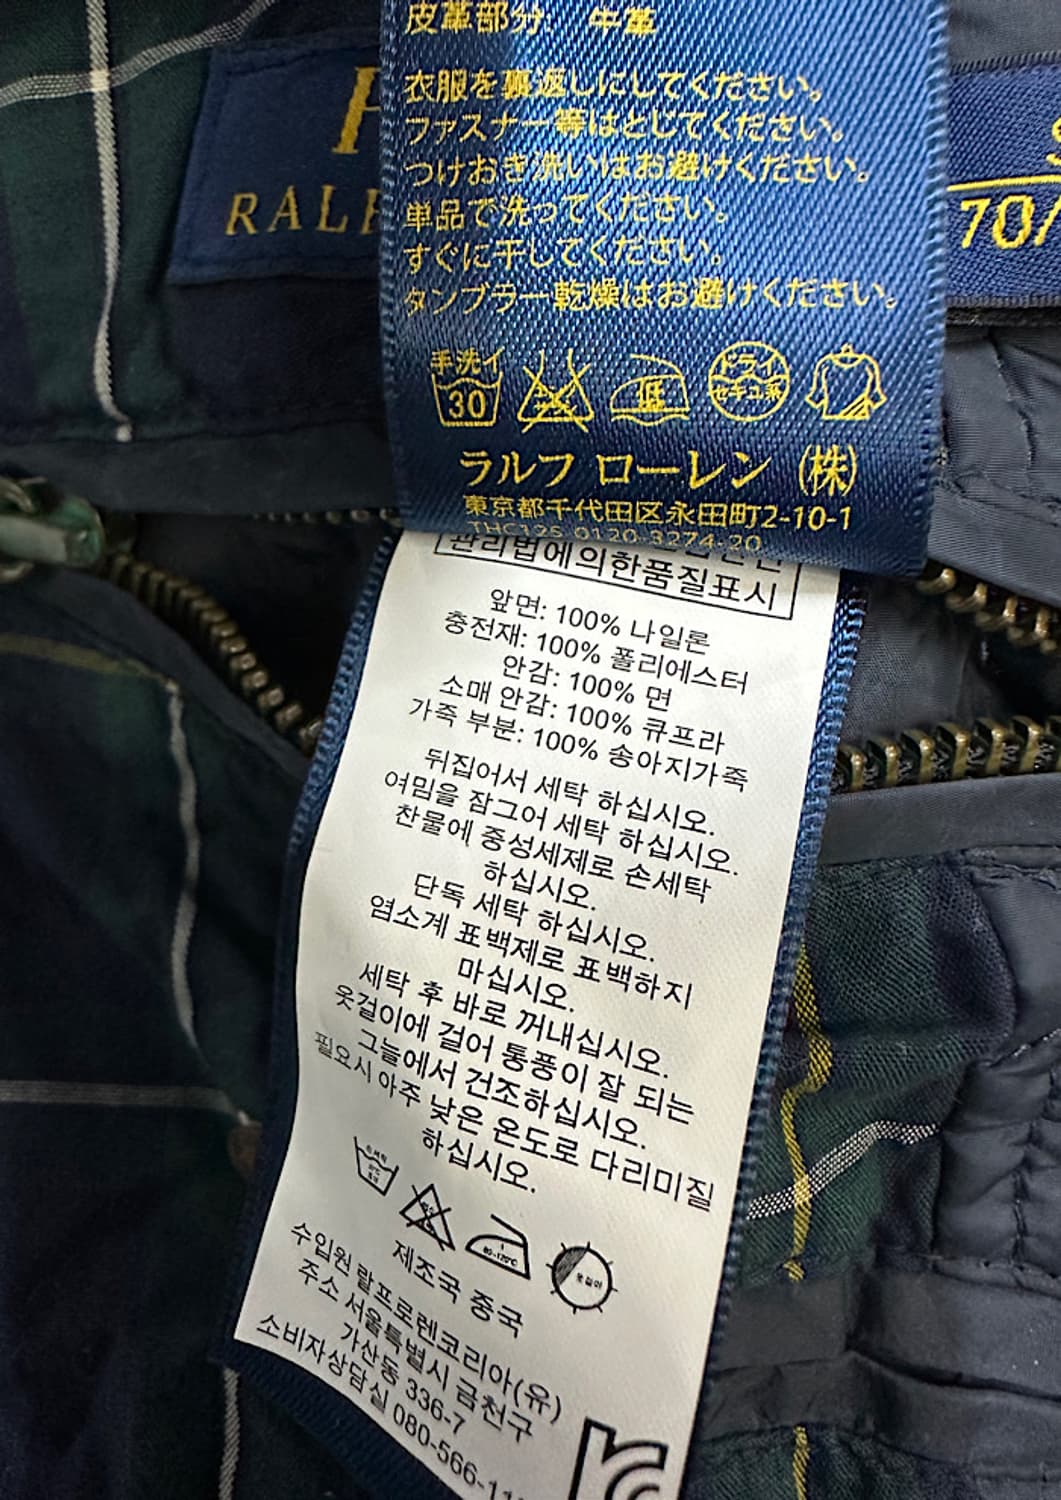 皮革部分: 牛革
衣服を裏返しにしてください。
ファスナー等はとじてください。
つけおき洗いはお避けください。
単品で洗ってください。
すぐに干してください。
タンブラー乾燥はお避けください。
手洗イ
30
低
ドライ
セキユ系
ラルフ ローレン (株)
東京都千代田区永田町2-10-1
THC125 0120-3274-20
RAL
70/
관리법에의한품질표시
앞면: 100% 나일론
충전재: 100% 폴리에스터
안감: 100% 면
소매 안감: 100% 큐프라
가죽 부분: 100% 송아지가죽
뒤집어서 세탁 하십시오.
여밈을 잠그어 세탁 하십시오.
찬물에 중성세제로 손세탁
하십시오.
단독 세탁 하십시오.
염소계 표백제로 표백하지
마십시오.
세탁 후 바로 꺼내십시오.
옷걸이에 걸어 통풍이 잘 되는
그늘에서 건조하십시오.
필요시 아주 낮은 온도로 다리미질
하십시오.
80-120℃
옷걸이
제조국 중국
수입원 랄프로렌코리아(유)
주소 서울특별시 금천구
가산동 336-7
소비자상담실 080-566-11